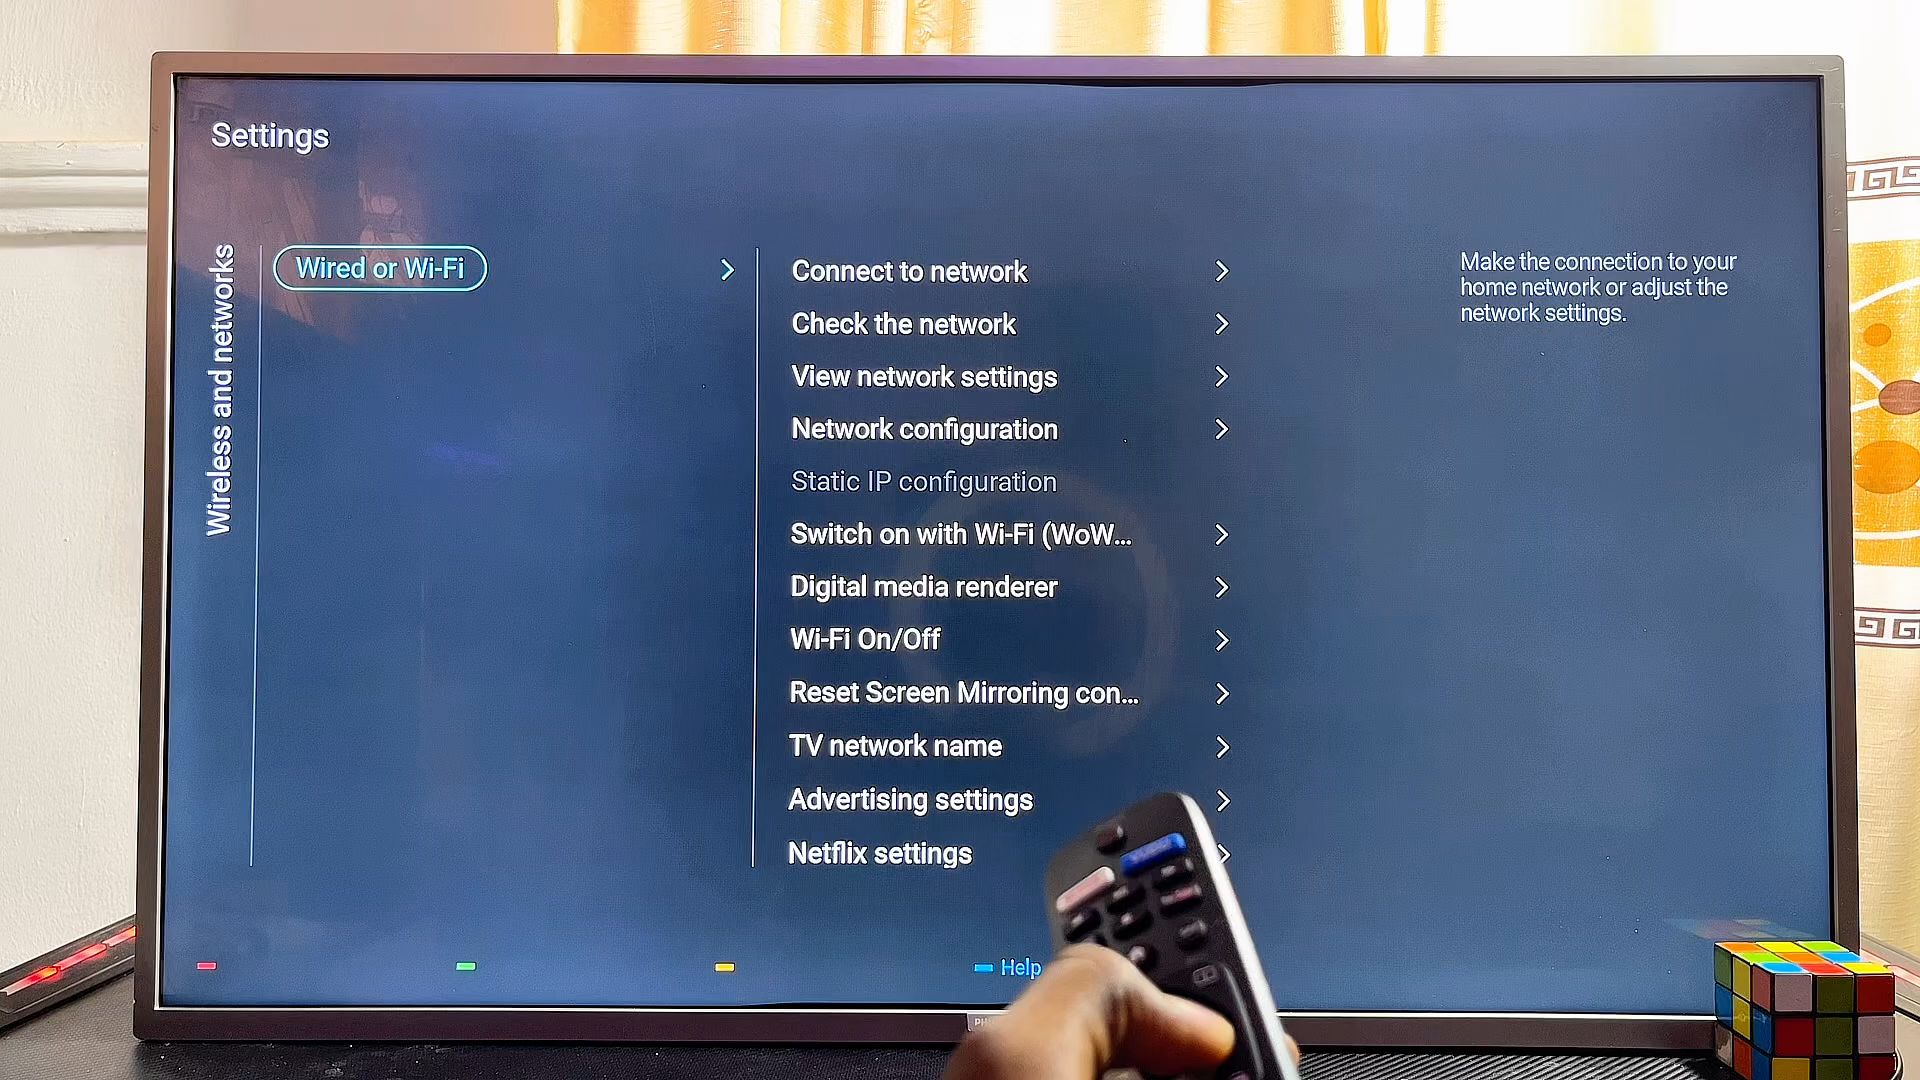 Settings
Wireless and networks
Wired or Wi-Fi
Connect to network
Check the network
View network settings
Network configuration
Static IP configuration
Switch on with Wi-Fi (WoW...
Digital media renderer
Wi-Fi On/Off
Reset Screen Mirroring con...
TV network name
Advertising settings
Netflix settings
Make the connection to your
home network or adjust the
network settings.
Help